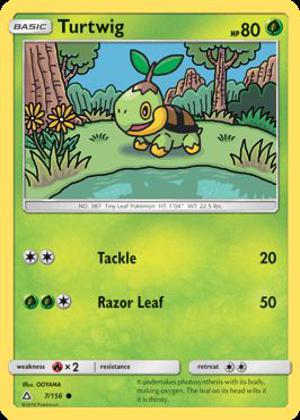 BASIC Turtwig HP80
NO. 387 Tiny Leaf Pokémon HT: 1'04" WT: 22.5 lbs.
Tackle 20
Razor Leaf 50
weakness ×2 resistance retreat
Illus. OOYAMA
7/156
©2018 Pokémon
It undertakes photosynthesis with its body,
making oxygen. The leaf on its head wilts if
it is thirsty.